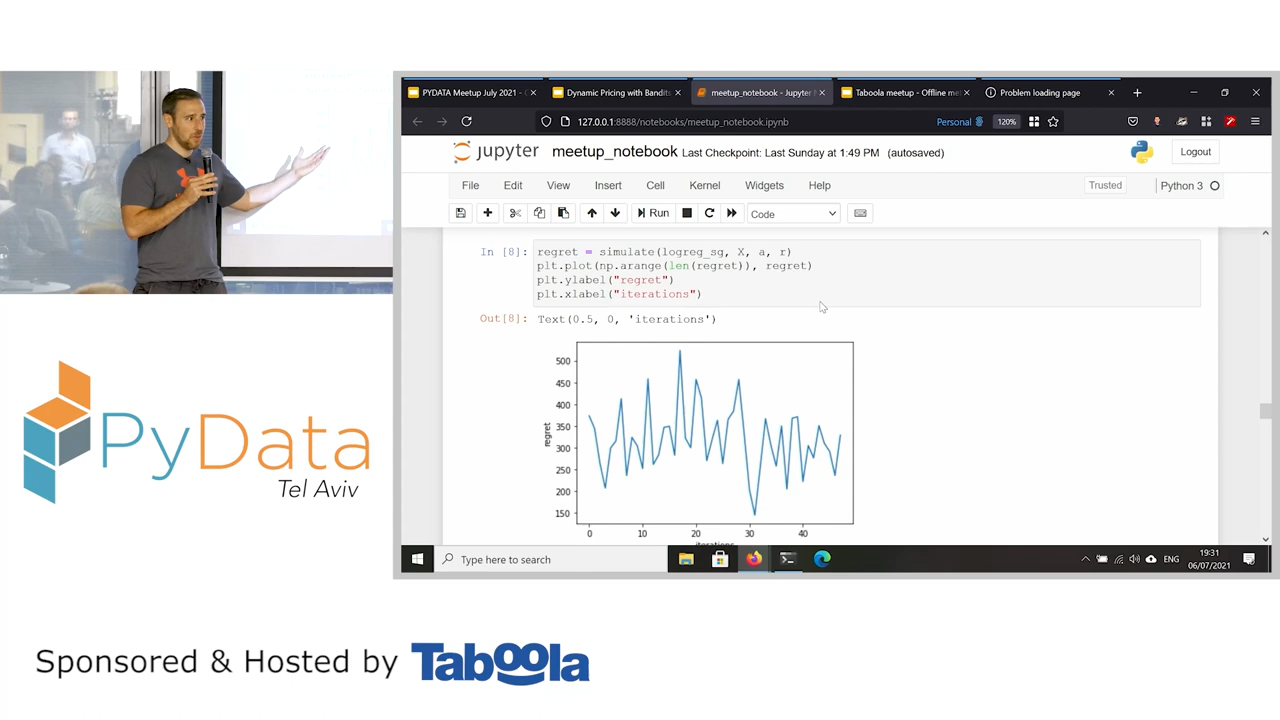 PYDATA Meetup July 2021 -
Dynamic Pricing with Bandits
meetup_notebook - Jupyter
Taboola meetup - Offline me
Problem loading page
127.0.0.1:8888/notebooks/meetup_notebook.ipynb
Personal
120%
jupyter
meetup_notebook Last Checkpoint: Last Sunday at 1:49 PM (autosaved)
Logout
File Edit View Insert Cell Kernel Widgets Help
Trusted
Python 3
Run
Code
In [8]: regret = simulate(logreg_sg, X, a, r)
plt.plot(np.arange(len(regret)), regret)
plt.ylabel("regret")
plt.xlabel("iterations")
Out[8]: Text(0.5, 0, 'iterations')
500
450
400
350
300
250
200
150
regret
0 10 20 30 40
iterations
Type here to search
ENG
19:31
06/07/2021
PyData
Tel Aviv
Sponsored & Hosted by Taboola